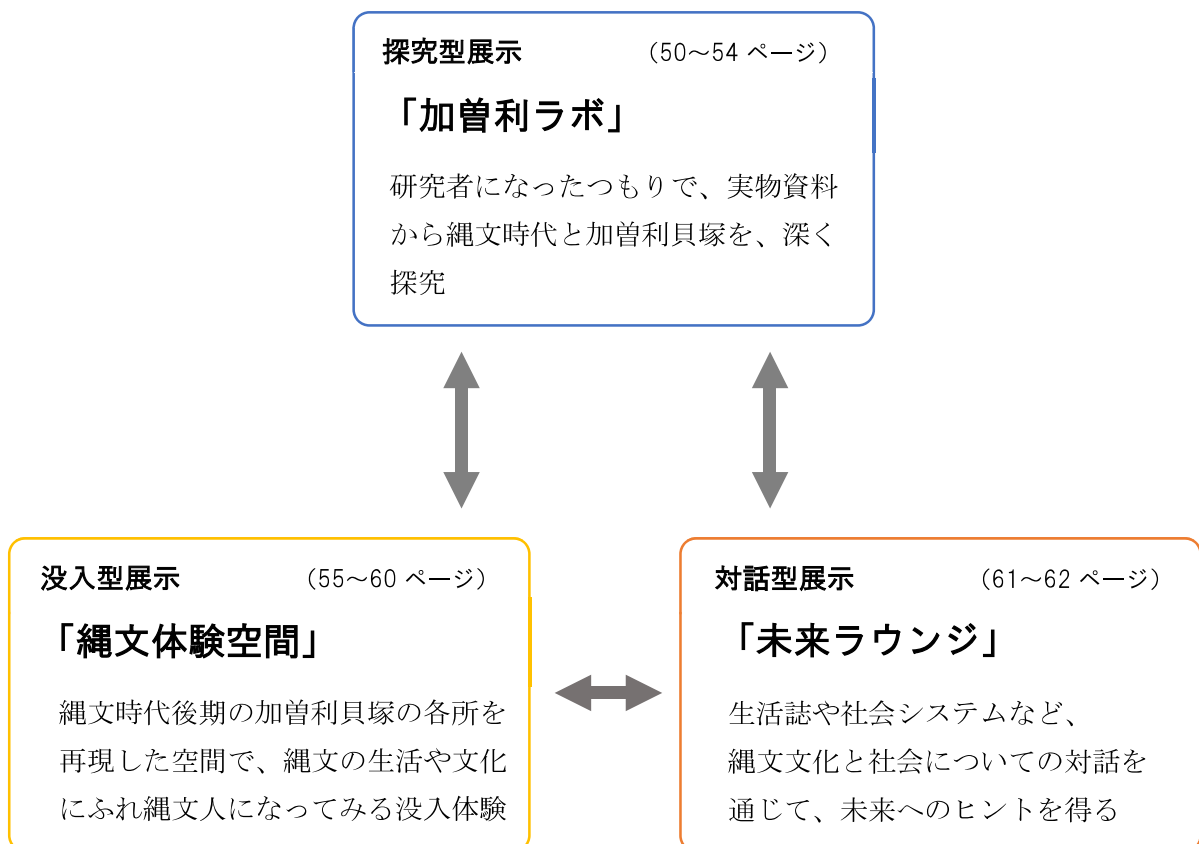 探究型展示 （50～54 ページ）
「加曽利ラボ」
研究者になったつもりで、実物資料
から縄文時代と加曽利貝塚を、深く
探究
没入型展示 （55～60 ページ）
「縄文体験空間」
縄文時代後期の加曽利貝塚の各所を
再現した空間で、縄文の生活や文化
にふれ縄文人になってみる没入体験
対話型展示 （61～62 ページ）
「未来ラウンジ」
生活誌や社会システムなど、
縄文文化と社会についての対話を
通じて、未来へのヒントを得る